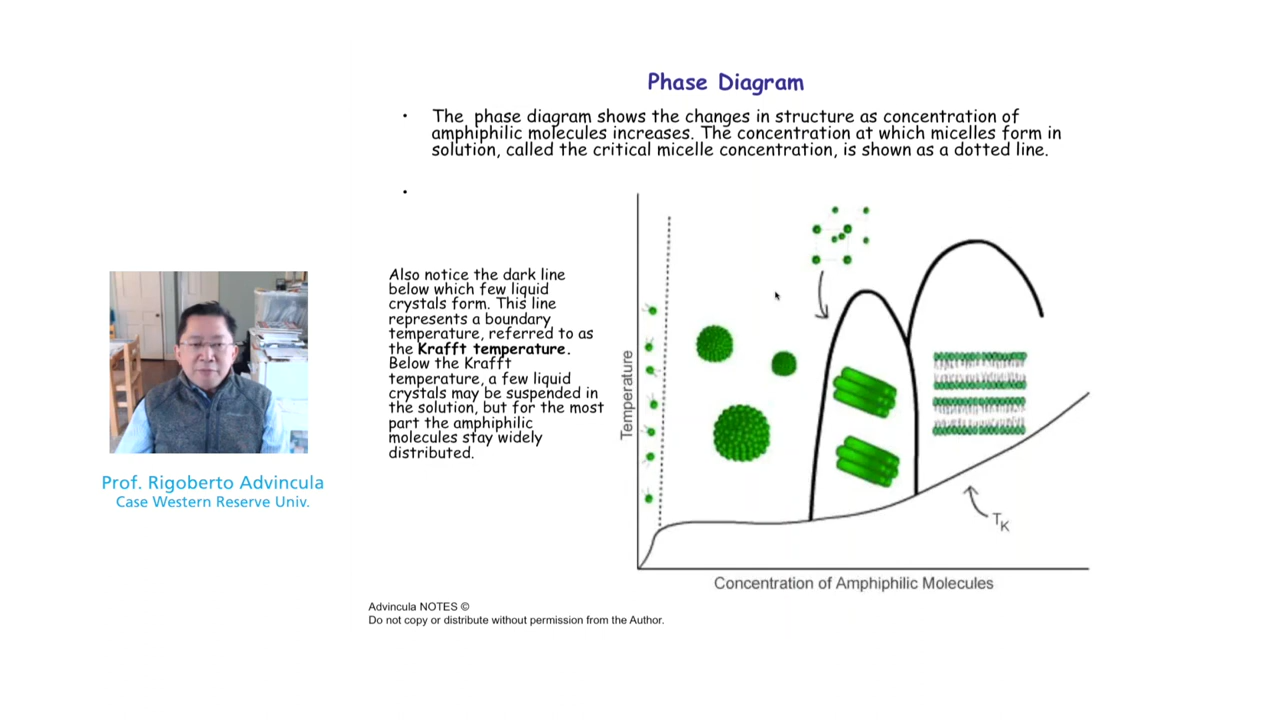 Phase Diagram
• The phase diagram shows the changes in structure as concentration of
amphiphilic molecules increases. The concentration at which micelles form in
solution, called the critical micelle concentration, is shown as a dotted line.
•
Also notice the dark line
below which few liquid
crystals form. This line
represents a boundary
temperature, referred to as
the Krafft temperature.
Below the Krafft
temperature, a few liquid
crystals may be suspended in
the solution, but for the most
part the amphiphilic
molecules stay widely
distributed.
Temperature
TK
Concentration of Amphiphilic Molecules
Prof. Rigoberto Advincula
Case Western Reserve Univ.
Advincula NOTES ©
Do not copy or distribute without permission from the Author.